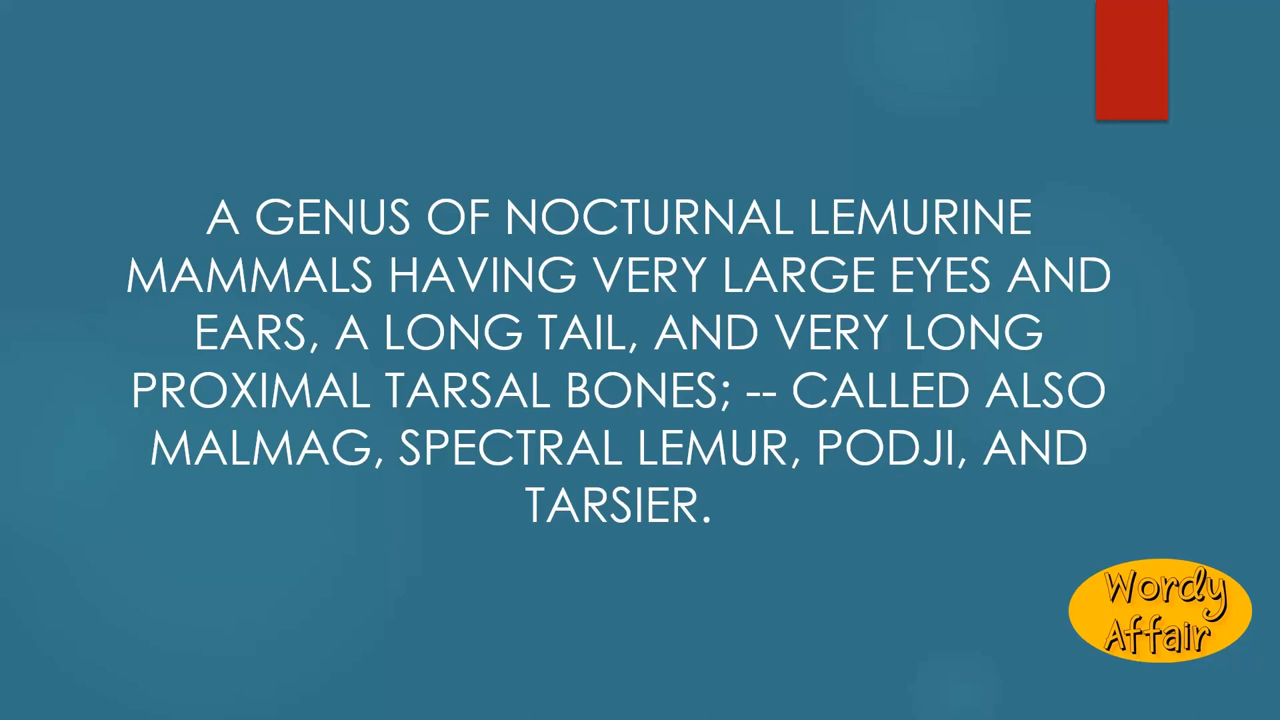 A GENUS OF NOCTURNAL LEMURINE
MAMMALS HAVING VERY LARGE EYES AND
EARS, A LONG TAIL, AND VERY LONG
PROXIMAL TARSAL BONES; -- CALLED ALSO
MALMAG, SPECTRAL LEMUR, PODJI, AND
TARSIER.
Wordy
Affair